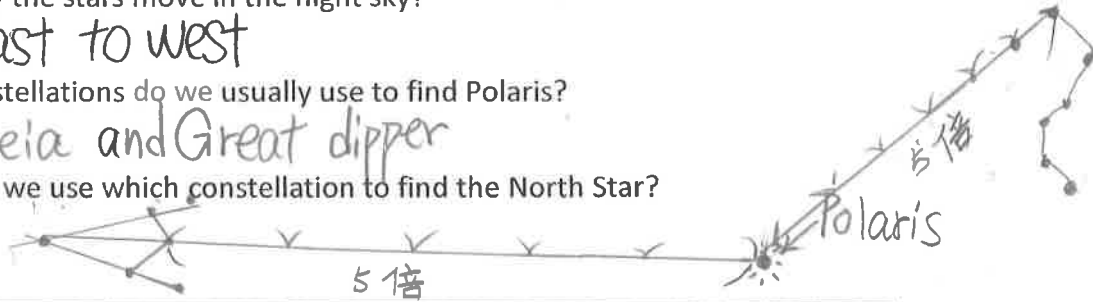 the stars move in the night sky?
ast to west
stellations do we usually use to find Polaris?
eia and Great dipper
we use which constellation to find the North Star?
5倍
Polaris
5倍